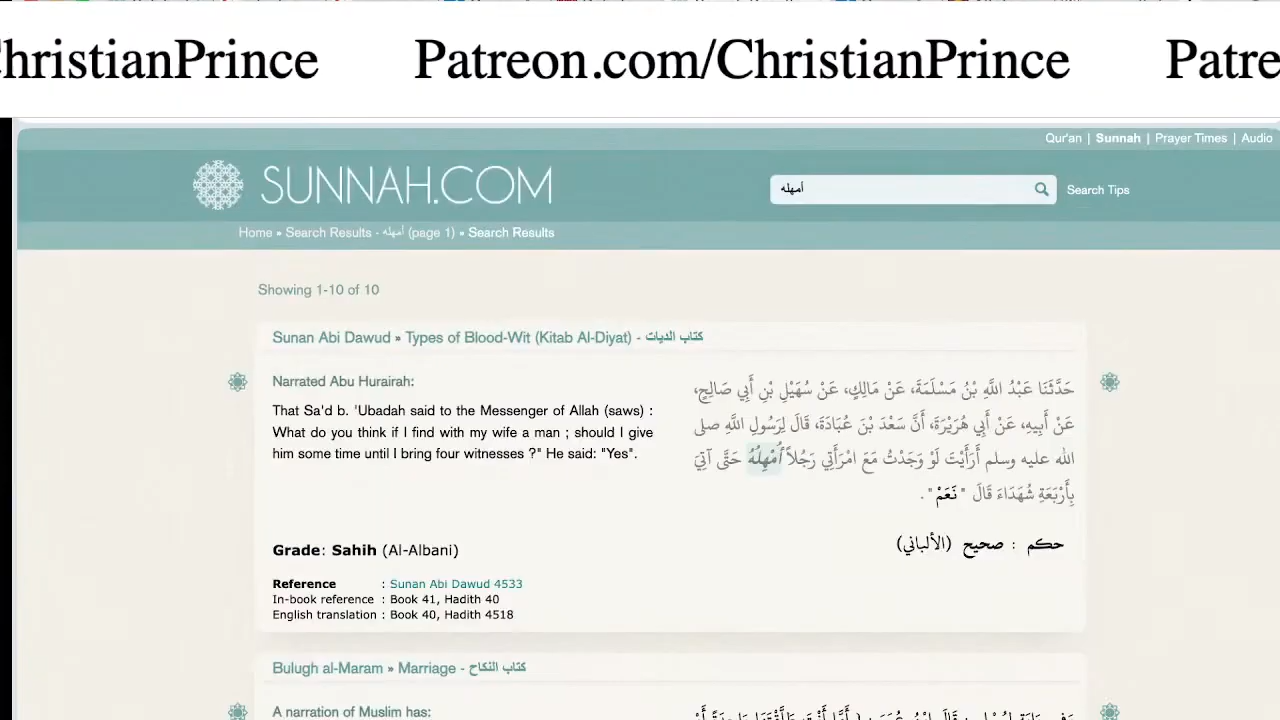 hristianPrince Patreon.com/ChristianPrince Patre
Qur'an | Sunnah | Prayer Times | Audio
SUNNAH.COM
أمهله
Search Tips
Home » Search Results - أمهله (page 1) » Search Results
Showing 1-10 of 10
Sunan Abi Dawud » Types of Blood-Wit (Kitab Al-Diyat) - كتاب الديات
Narrated Abu Hurairah:
That Sa'd b. 'Ubadah said to the Messenger of Allah (saws) :
What do you think if I find with my wife a man ; should I give
him some time until I bring four witnesses ?" He said: "Yes".
حَدَّثَنَا عَبْدُ اللَّهِ بْنُ مَسْلَمَةَ، عَنْ مَالِكٍ، عَنْ سُهَيْلِ بْنِ أَبِي صَالِحٍ،
عَنْ أَبِيهِ، عَنْ أَبِي هُرَيْرَةَ، أَنَّ سَعْدَ بْنَ عُبَادَةَ، قَالَ لِرَسُولِ اللَّهِ صلى
الله عليه وسلم أَرَأَيْتَ لَوْ وَجَدْتُ مَعَ امْرَأَتِي رَجُلاً أُمْهِلُهُ حَتَّى آتِيَ
بِأَرْبَعَةِ شُهَدَاءَ قَالَ " نَعَمْ " .
Grade: Sahih (Al-Albani)
حكم : صحيح (الألباني)
Reference : Sunan Abi Dawud 4533
In-book reference : Book 41, Hadith 40
English translation : Book 40, Hadith 4518
Bulugh al-Maram » Marriage - كتاب النكاح
A narration of Muslim has: